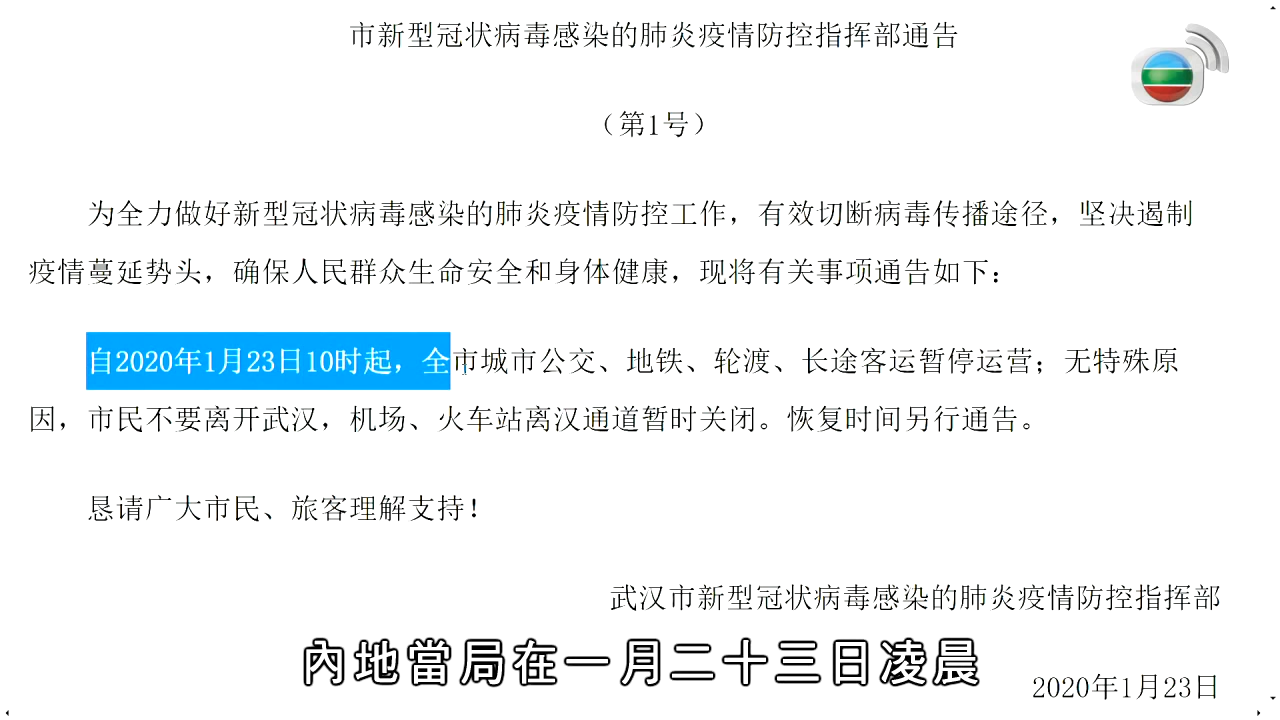 市新型冠状病毒感染的肺炎疫情防控指挥部通告
（第1号）
为全力做好新型冠状病毒感染的肺炎疫情防控工作，有效切断病毒传播途径，坚决遏制
疫情蔓延势头，确保人民群众生命安全和身体健康，现将有关事项通告如下：
自2020年1月23日10时起，全市城市公交、地铁、轮渡、长途客运暂停运营；无特殊原
因，市民不要离开武汉，机场、火车站离汉通道暂时关闭。恢复时间另行通告。
恳请广大市民、旅客理解支持！
武汉市新型冠状病毒感染的肺炎疫情防控指挥部
內地當局在一月二十三日凌晨
2020年1月23日